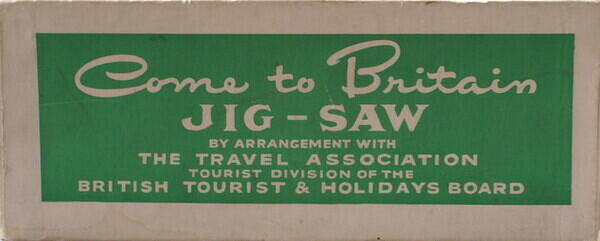 Come to Britain
JIG-SAW
BY ARRANGEMENT WITH
THE TRAVEL ASSOCIATION
TOURIST DIVISION OF THE
BRITISH TOURIST & HOLIDAYS BOARD